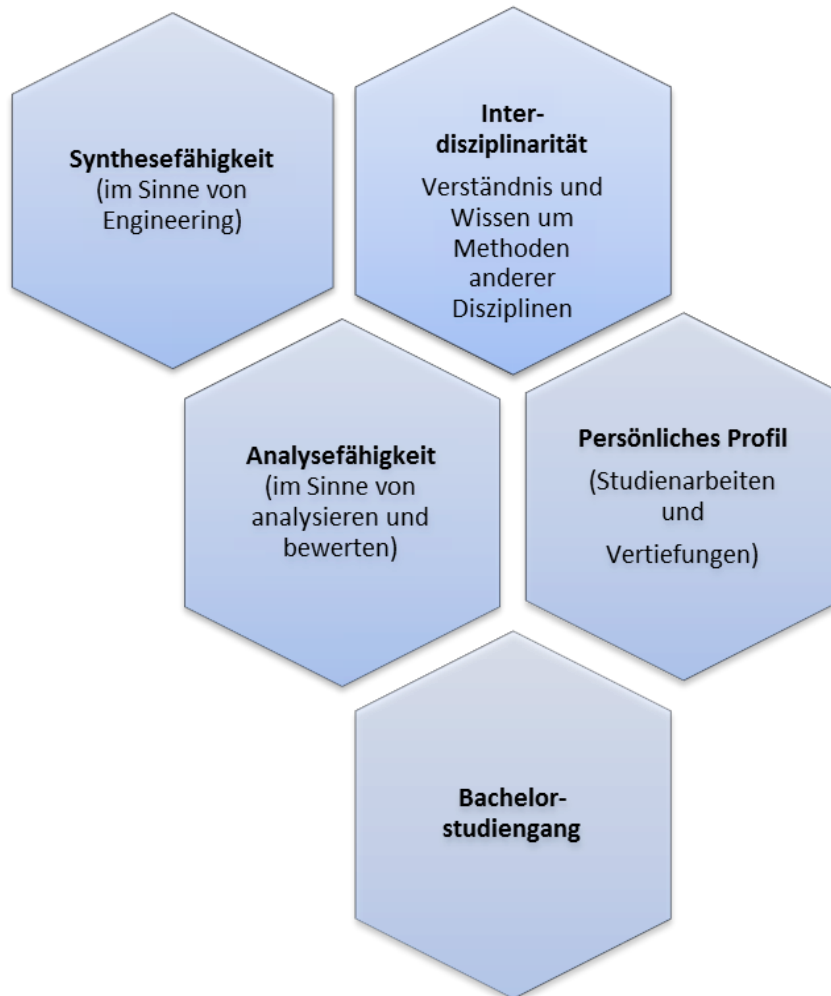 Synthesefähigkeit
(im Sinne von
Engineering)
Inter-
disziplinarität
Verständnis und
Wissen um
Methoden
anderer
Disziplinen
Analysefähigkeit
(im Sinne von
analysieren und
bewerten)
Persönliches Profil
(Studienarbeiten
und
Vertiefungen)
Bachelor-
studiengang